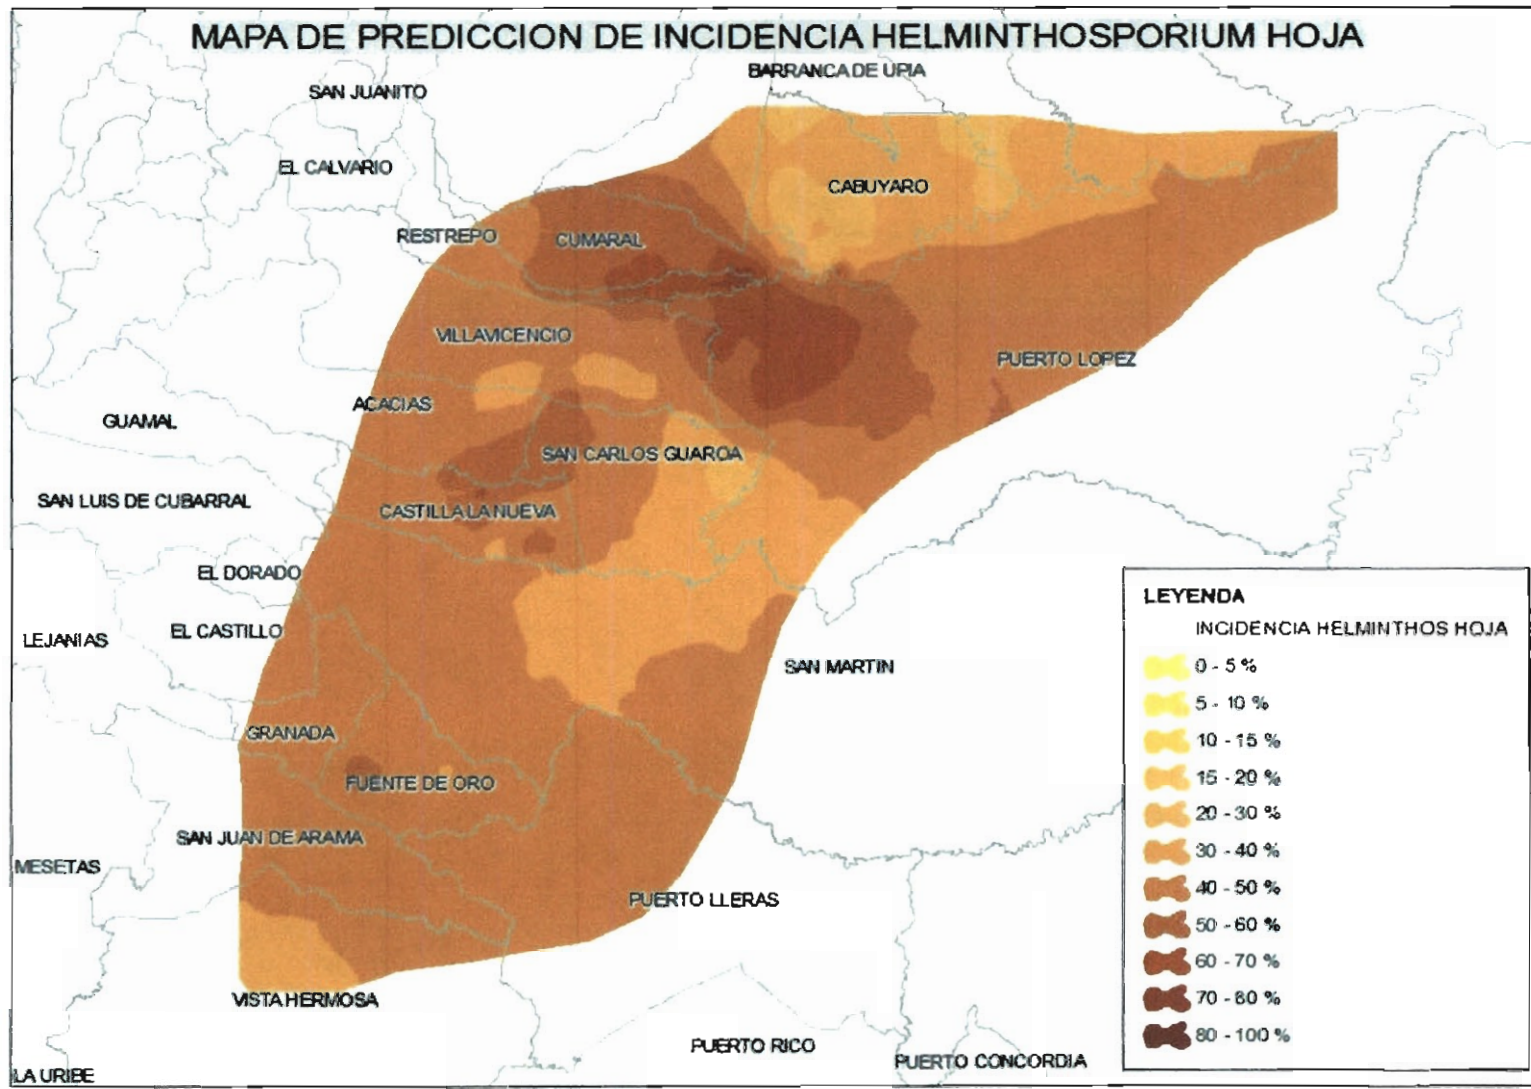 MAPA DE PREDICCION DE INCIDENCIA HELMINTHOSPORIUM HOJA
BARRANCA DE UPIA
SAN JUANITO
EL CALVARIO
CABUYARO
RESTREPO
CUMARAL
VILLAVICENCIO
PUERTO LOPEZ
ACACIAS
GUAMAL
SAN CARLOS GUAROA
SAN LUIS DE CUBARRAL
CASTILLA LA NUEVA
EL DORADO
EL CASTILLO
LEJANIAS
SAN MARTIN
GRANADA
FUENTE DE ORO
SAN JUAN DE ARAMA
MESETAS
PUERTO LLERAS
VISTA HERMOSA
PUERTO RICO
PUERTO CONCORDIA
LA URIBE
LEYENDA
INCIDENCIA HELMINTHOS HOJA
0 - 5 %
5 - 10 %
10 - 15 %
15 - 20 %
20 - 30 %
30 - 40 %
40 - 50 %
50 - 60 %
60 - 70 %
70 - 80 %
80 - 100 %